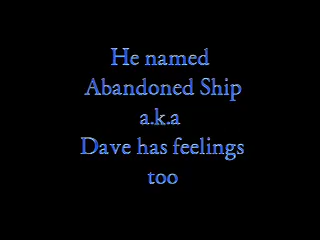 He named
Abandoned Ship
a.k.a
Dave has feelings
too